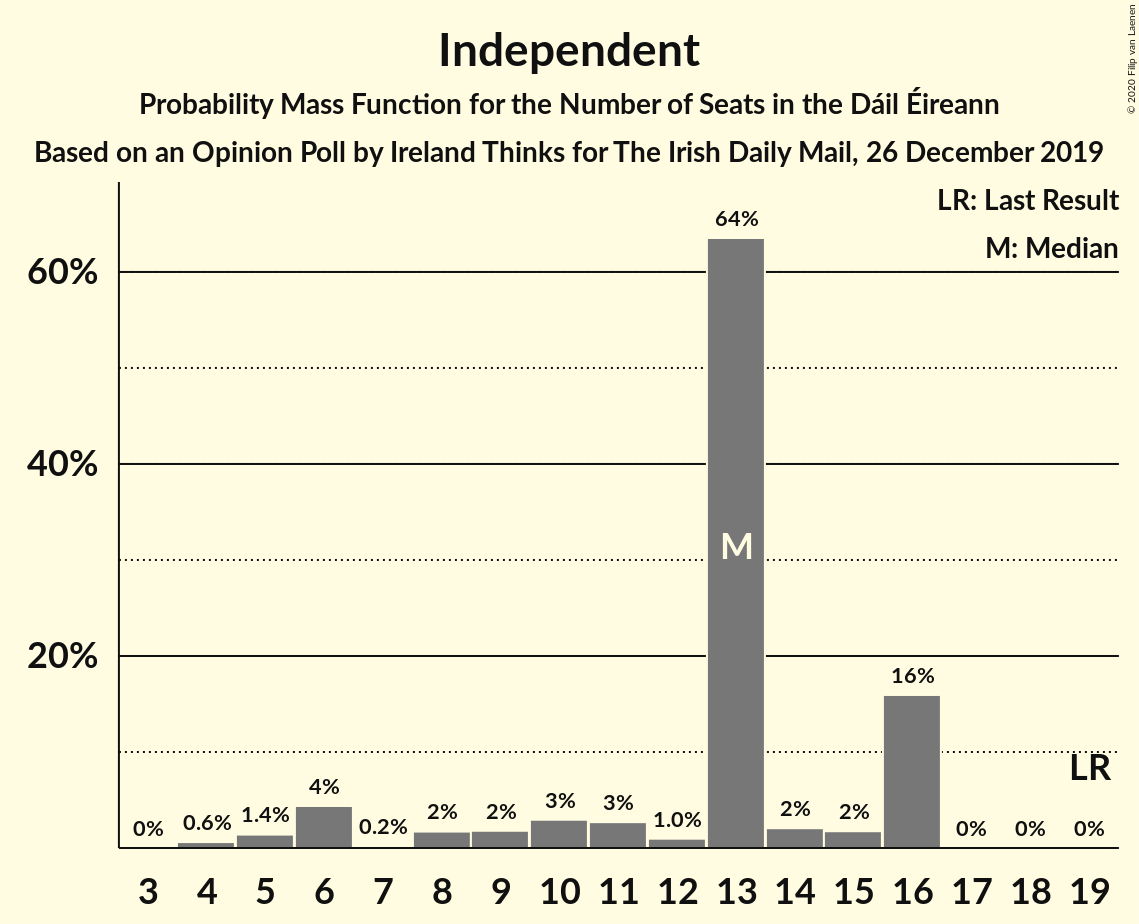 Independent
Probability Mass Function for the Number of Seats in the Dáil Éireann
Based on an Opinion Poll by Ireland Thinks for The Irish Daily Mail, 26 December 2019
© 2020 Filip van Laenen
LR: Last Result
M: Median
60%
40%
20%
0%
0.6%
1.4%
4%
0.2%
2%
2%
3%
3%
1.0%
64%
M
2%
2%
16%
0%
0%
0%
LR
3 4 5 6 7 8 9 10 11 12 13 14 15 16 17 18 19